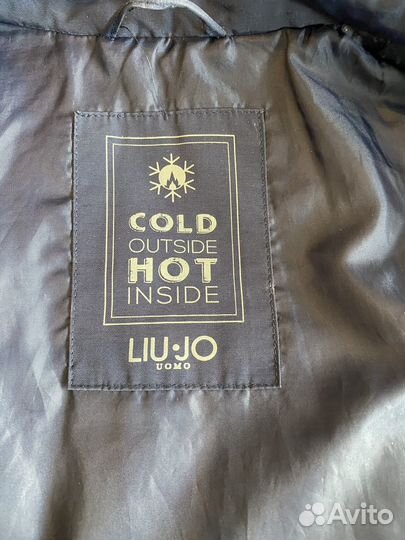 COLD
OUTSIDE
HOT
INSIDE
LIU·JO
UOMO
Avito